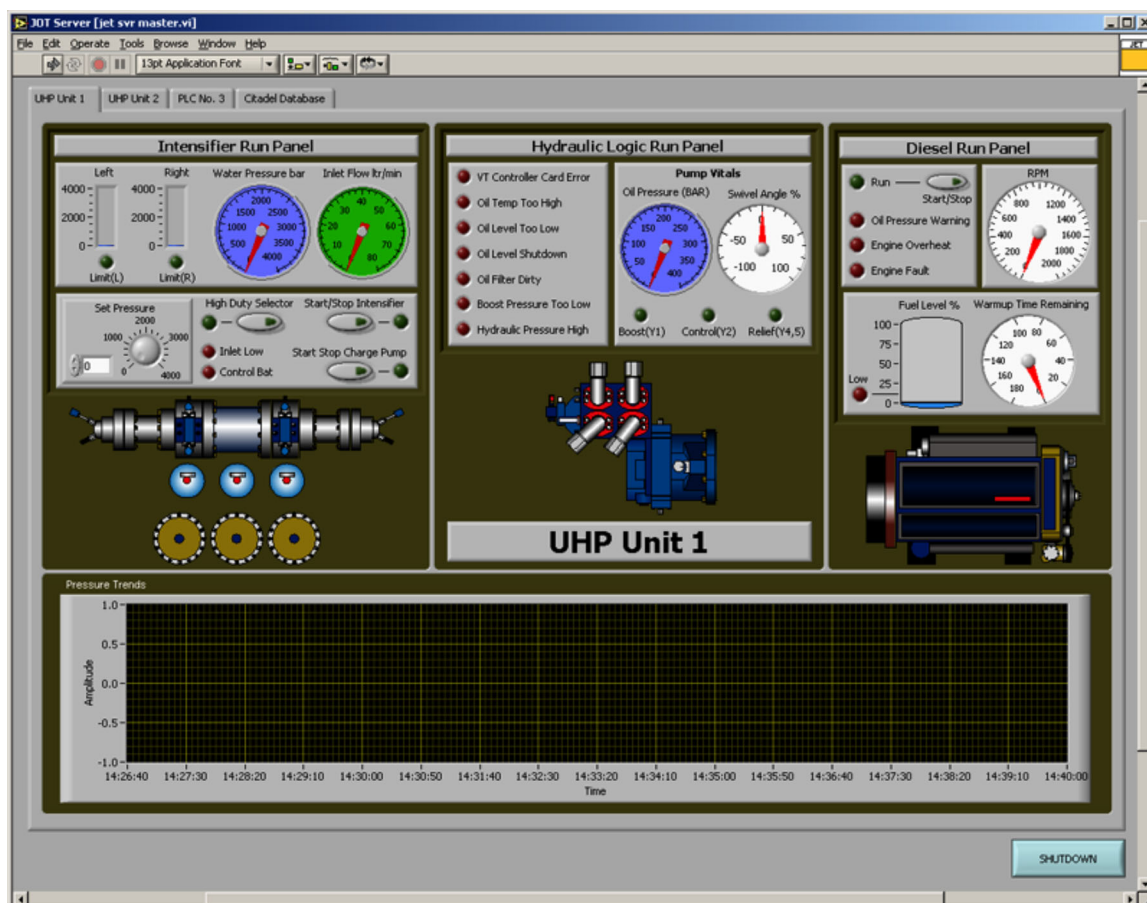 JOT Server [jet svr master.vi]
File Edit Operate Tools Browse Window Help
13pt Application Font
JET
UHP Unit 1 UHP Unit 2 PLC No. 3 Citadel Database
Intensifier Run Panel
Left Right Water Pressure bar Inlet Flow ltr/min
4000 2000 0
4000 2000 0
0 500 1000 1500 2000 2500 3000 4000
10 20 30 40 50 60 70 80
Limit(L) Limit(R)
Set Pressure
0 1000 2000 3000 4000
0
High Duty Selector Start/Stop Intensifier
Inlet Low Start Stop Charge Pump
Control Bat
Hydraulic Logic Run Panel
VT Controller Card Error
Oil Temp Too High
Oil Level Too Low
Oil Level Shutdown
Oil Filter Dirty
Boost Pressure Too Low
Hydraulic Pressure High
Pump Vitals
Oil Pressure (BAR) Swivel Angle %
50 100 150 200 250 300 350 400
-100 -50 0 50 100
Boost(Y1) Control(Y2) Relief(Y4,5)
UHP Unit 1
Diesel Run Panel
Run
Start/Stop
Oil Pressure Warning
Engine Overheat
Engine Fault
RPM
0 200 400 600 800 1000 1200 1400 1600 1800 2000
Fuel Level % Warmup Time Remaining
100
75
50
25
0
Low
180 160 140 120 100 80 60 40 20 0
Pressure Trends
Amplitude
1.0
0.5
0.0
-0.5
-1.0
14:26:40 14:27:30 14:28:20 14:29:10 14:30:00 14:30:50 14:31:40 14:32:30 14:33:20 14:34:10 14:35:00 14:35:50 14:36:40 14:37:30 14:38:20 14:39:10 14:40:00
Time
SHUTDOWN